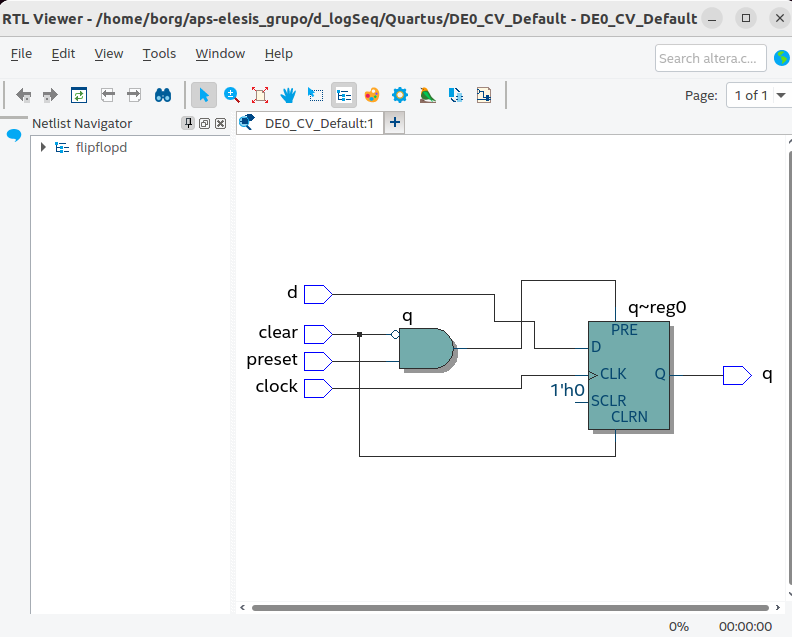 RTL Viewer - /home/borg/aps-elesis_grupo/d_logSeq/Quartus/DE0_CV_Default - DE0_CV_Default
File Edit View Tools Window Help
Search altera.c...
Page: 1 of 1
Netlist Navigator
DE0_CV_Default:1
+
flipflopd
d
clear
preset
clock
q
q~reg0
PRE
D
CLK
Q
1'h0
SCLR
CLRN
q
0% 00:00:00